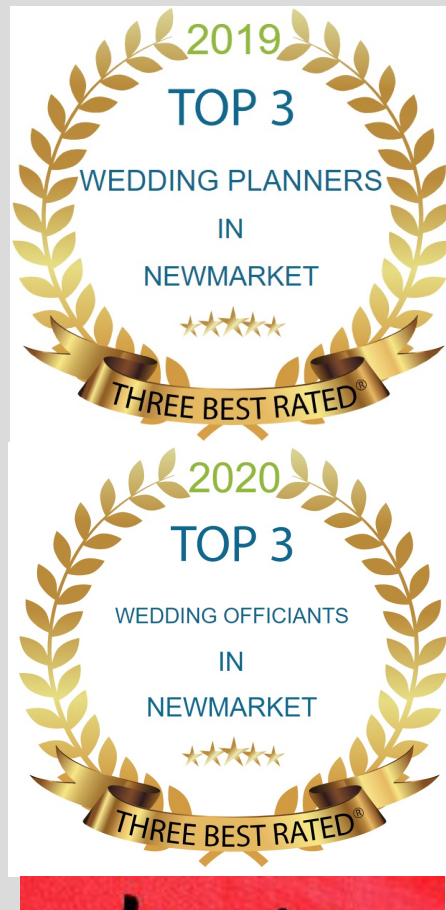 2019
TOP 3
WEDDING PLANNERS
IN
NEWMARKET
THREE BEST RATED®
2020
TOP 3
WEDDING OFFICIANTS
IN
NEWMARKET
THREE BEST RATED®